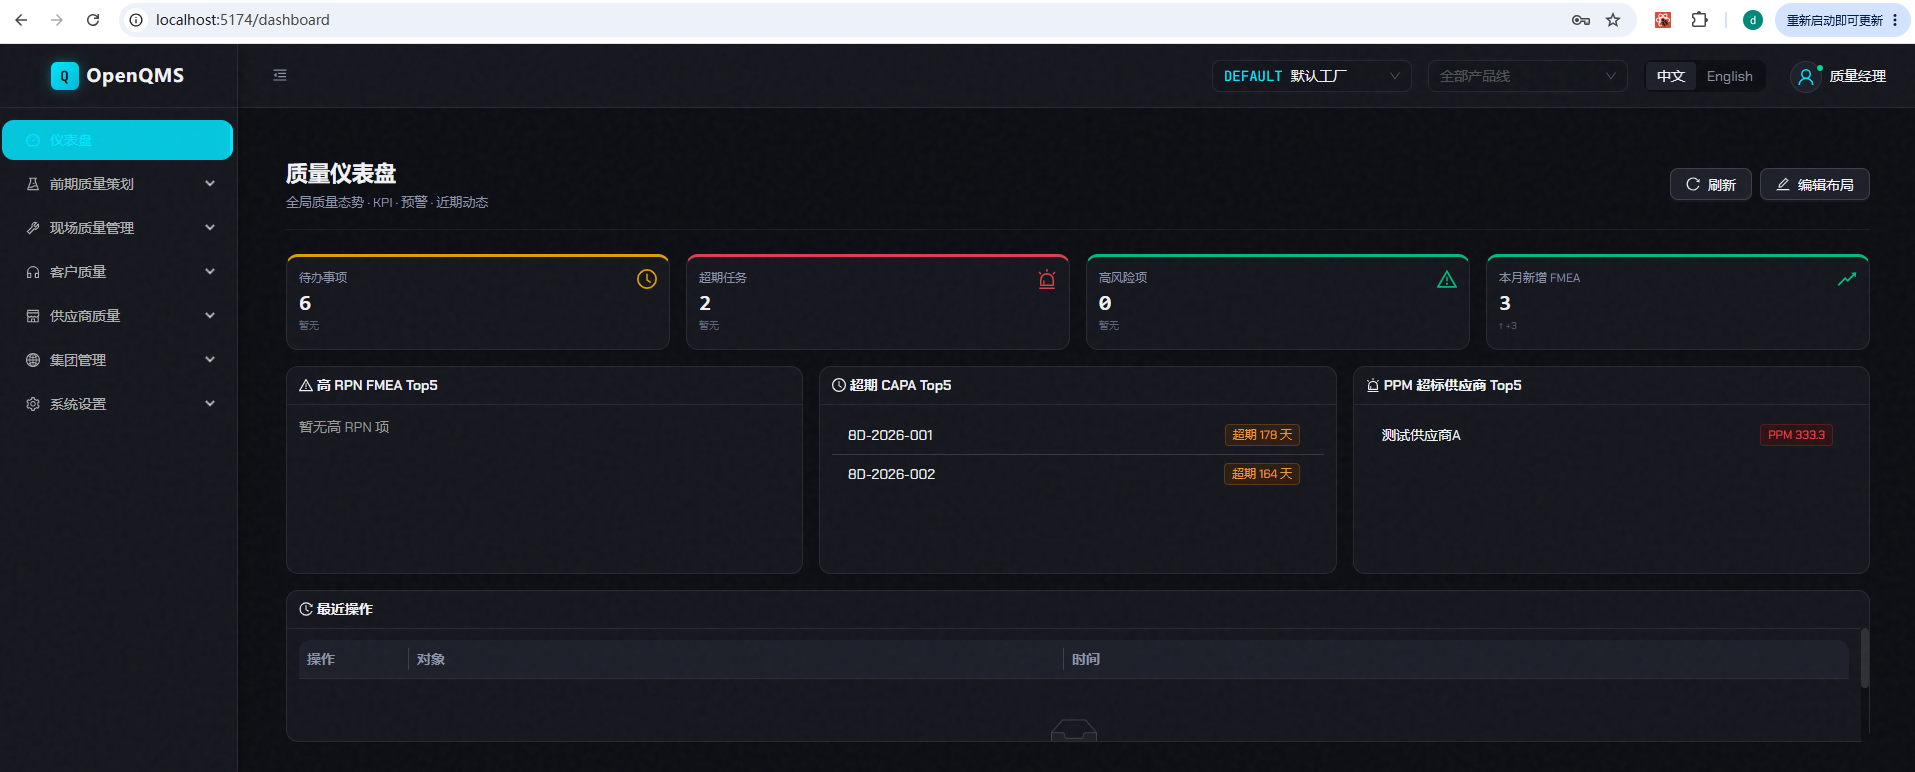 localhost:5174/dashboard
d
重新启动即可更新
Q OpenQMS
DEFAULT 默认工厂
全部产品线
中文 English
质量经理
仪表盘
前期质量策划
现场质量管理
客户质量
供应商质量
集团管理
系统设置
质量仪表盘
全局质量态势 · KPI · 预警 · 近期动态
刷新
编辑布局
待办事项
6
暂无
超期任务
2
暂无
高风险项
0
暂无
本月新增 FMEA
3
↑ +3
高 RPN FMEA Top5
暂无高 RPN 项
超期 CAPA Top5
8D-2026-001 超期 178 天
8D-2026-002 超期 164 天
PPM 超标供应商 Top5
测试供应商A PPM 333.3
最近操作
操作 对象 时间